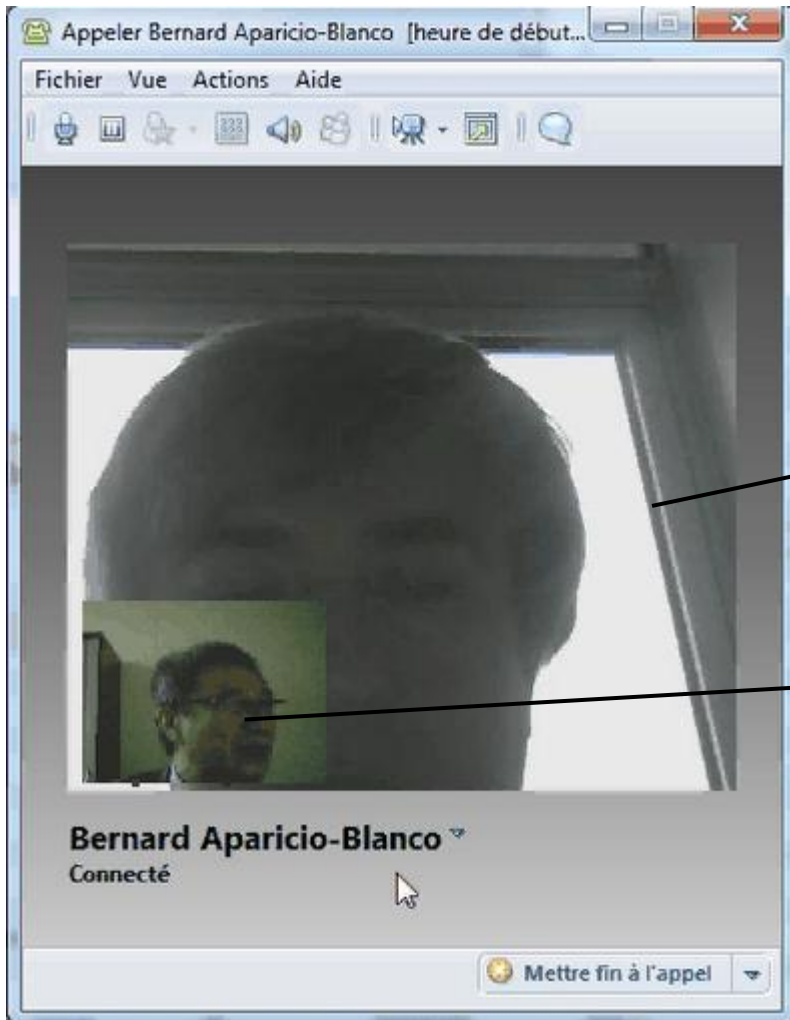 Appeler Bernard Aparicio-Blanco [heure de début...
Fichier Vue Actions Aide
Bernard Aparicio-Blanco
Connecté
Mettre fin à l'appel